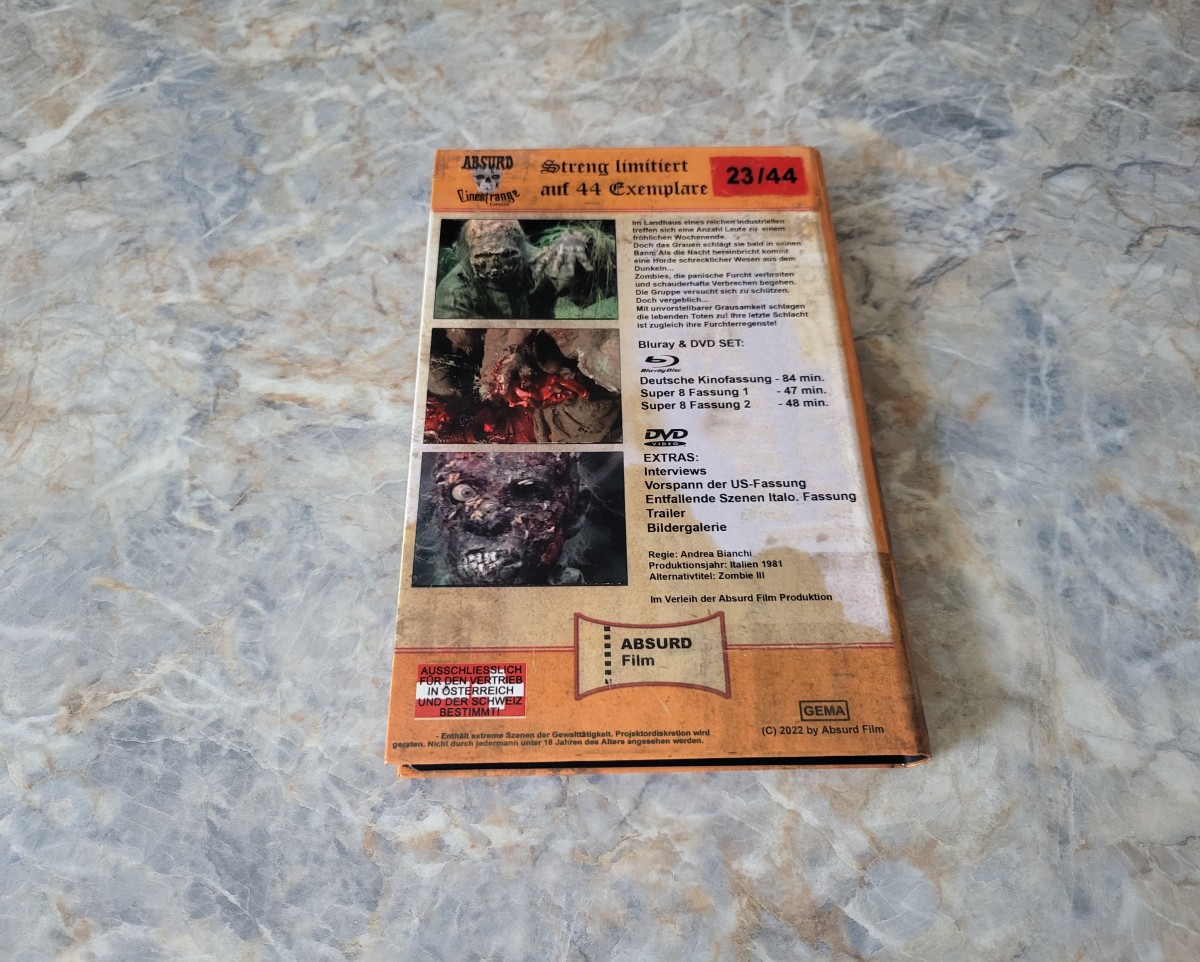 ABSURD
Cinestrange
Streng limitiert
auf 44 Exemplare
23/44
Im Landhaus eines reichen Industriellen
treffen sich eine Anzahl Leute zu einem
fröhlichen Wochenende.
Doch das Grauen schlägt sie bald in seinen
Bann. Als die Nacht hereinbricht kommt
eine Horde schrecklicher Wesen aus dem
Dunkeln...
Zombies, die panische Furcht verbreiten
und schauderhafte Verbrechen begehen.
Die Gruppe versucht sich zu schützen.
Doch vergeblich...
Mit unvorstellbarer Grausamkeit schlagen
die lebenden Toten zu! Ihre letzte Schlacht
ist zugleich ihre Furchterregenste!
Bluray & DVD SET:
Blu-ray Disc
Deutsche Kinofassung - 84 min.
Super 8 Fassung 1 - 47 min.
Super 8 Fassung 2 - 48 min.
DVD
VIDEO
EXTRAS:
Interviews
Vorspann der US-Fassung
Entfallende Szenen Italo. Fassung
Trailer
Bildergalerie
Regie: Andrea Bianchi
Produktionsjahr: Italien 1981
Alternativtitel: Zombie III
Im Verleih der Absurd Film Produktion
ABSURD
Film
AUSSCHLIESSLICH
FÜR DEN VERTRIEB
IN ÖSTERREICH
UND DER SCHWEIZ
BESTIMMT!
GEMA
(C) 2022 by Absurd Film
- Enthält extreme Szenen der Gewalttätigkeit. Projektordiskretion wird
geraten. Nicht durch jedermann unter 18 Jahren des Alters angesehen werden.